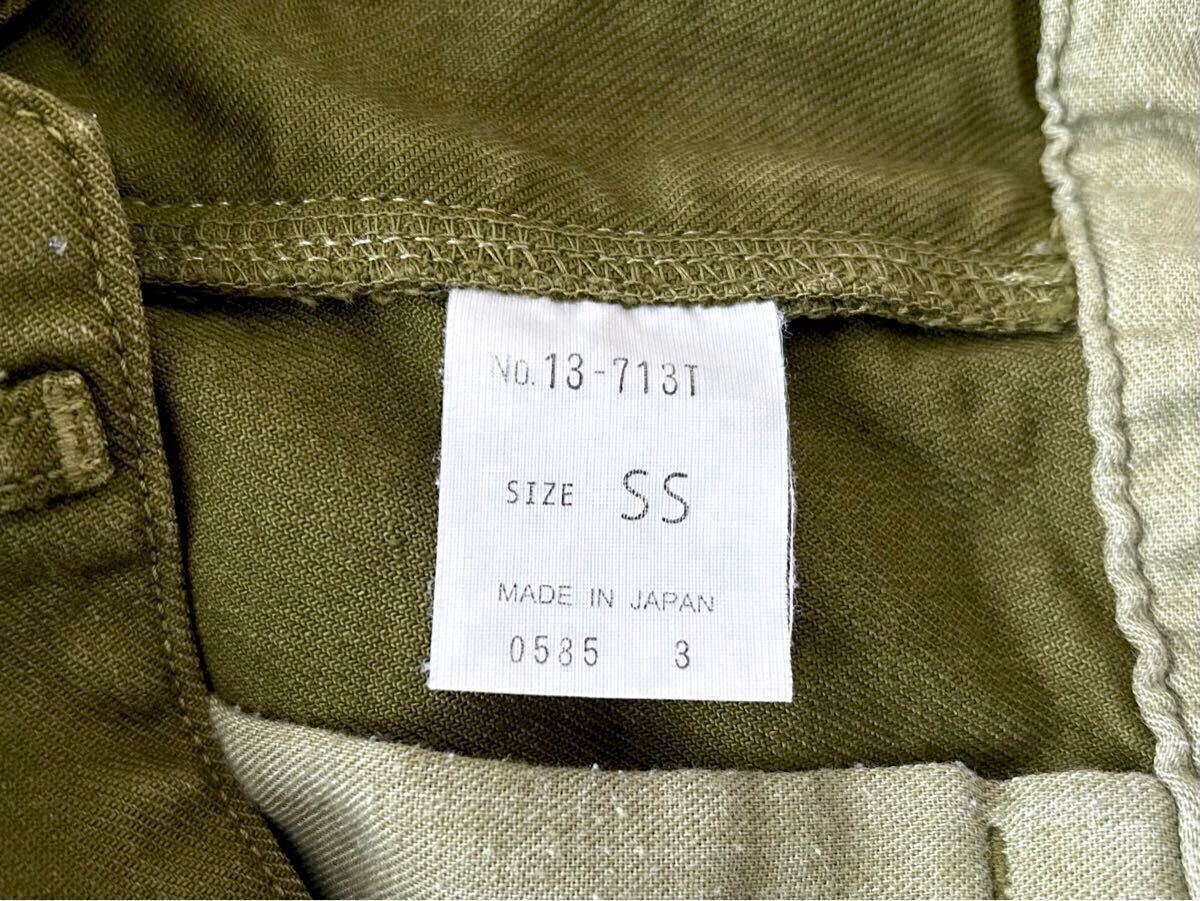 No. 13-713T
SIZE SS
MADE IN JAPAN
0585 3